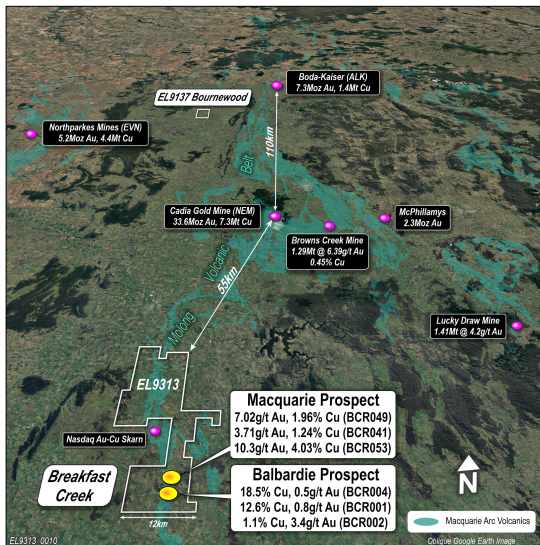 Boda-Kaiser (ALK)
7.3Moz Au, 1.4Mt Cu
EL9137 Bournewood
Northparkes Mines (EVN)
5.2Moz Au, 4.4Mt Cu
110km
Belt
Cadia Gold Mine (NEM)
33.6Moz Au, 7.3Mt Cu
McPhillamys
2.3Moz Au
Browns Creek Mine
1.29Mt @ 6.39g/t Au
0.45% Cu
Volcanic
55km
Molong
Lucky Draw Mine
1.41Mt @ 4.2g/t Au
EL9313
Macquarie Prospect
7.02g/t Au, 1.96% Cu (BCR049)
3.71g/t Au, 1.24% Cu (BCR041)
10.3g/t Au, 4.03% Cu (BCR053)
Nasdaq Au-Cu Skarn
Breakfast
Creek
Balbardie Prospect
18.5% Cu, 0.5g/t Au (BCR004)
12.6% Cu, 0.8g/t Au (BCR001)
1.1% Cu, 3.4g/t Au (BCR002)
N
12km
Macquarie Arc Volcanics
EL9313_0010
Oblique Google Earth Image